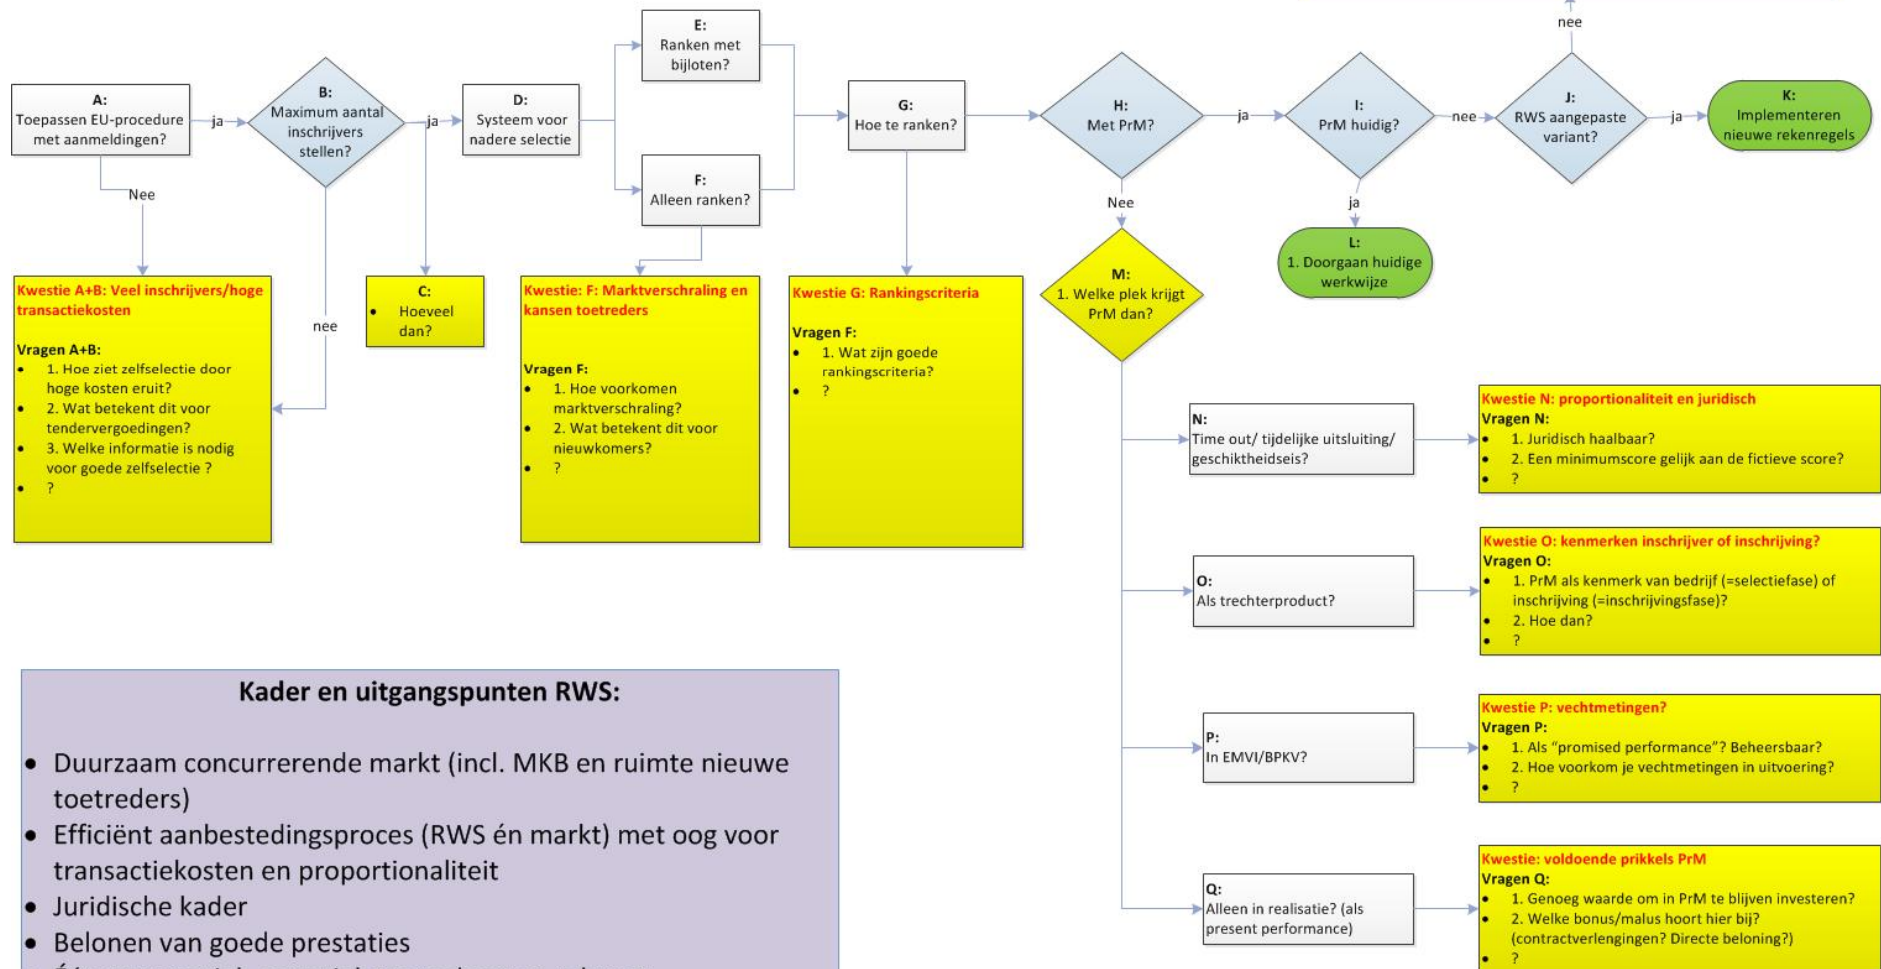 nee
A:
Toepassen EU-procedure
met aanmeldingen?
ja
Nee
B:
Maximum aantal
inschrijvers
stellen?
ja
nee
D:
Systeem voor
nadere selectie
E:
Ranken met
bijloten?
F:
Alleen ranken?
G:
Hoe te ranken?
H:
Met PrM?
ja
Nee
I:
PrM huidig?
nee
ja
J:
RWS aangepaste
variant?
ja
K:
Implementeren
nieuwe rekenregels
L:
1. Doorgaan huidige
werkwijze
M:
1. Welke plek krijgt
PrM dan?
Kwestie A+B: Veel inschrijvers/hoge
transactiekosten
Vragen A+B:
• 1. Hoe ziet zelfselectie door
hoge kosten eruit?
• 2. Wat betekent dit voor
tendervergoedingen?
• 3. Welke informatie is nodig
voor goede zelfselectie ?
• ?
C:
• Hoeveel
dan?
Kwestie: F: Marktverschraling en
kansen toetreders
Vragen F:
• 1. Hoe voorkomen
marktverschraling?
• 2. Wat betekent dit voor
nieuwkomers?
• ?
Kwestie G: Rankingscriteria
Vragen F:
• 1. Wat zijn goede
rankingscriteria?
• ?
N:
Time out/ tijdelijke uitsluiting/
geschiktheidseis?
Kwestie N: proportionaliteit en juridisch
Vragen N:
• 1. Juridisch haalbaar?
• 2. Een minimumscore gelijk aan de fictieve score?
• ?
O:
Als trechterproduct?
Kwestie O: kenmerken inschrijver of inschrijving?
Vragen O:
• 1. PrM als kenmerk van bedrijf (=selectiefase) of
inschrijving (=inschrijvingsfase)?
• 2. Hoe dan?
• ?
P:
In EMVI/BPKV?
Kwestie P: vechtmetingen?
Vragen P:
• 1. Als “promised performance”? Beheersbaar?
• 2. Hoe voorkom je vechtmetingen in uitvoering?
• ?
Q:
Alleen in realisatie? (als
present performance)
Kwestie: voldoende prikkels PrM
Vragen Q:
• 1. Genoeg waarde om in PrM te blijven investeren?
• 2. Welke bonus/malus hoort hier bij?
(contractverlengingen? Directe beloning?)
• ?
Kader en uitgangspunten RWS:
• Duurzaam concurrerende markt (incl. MKB en ruimte nieuwe
toetreders)
• Efficiënt aanbestedingsproces (RWS én markt) met oog voor
transactiekosten en proportionaliteit
• Juridische kader
• Belonen van goede prestaties